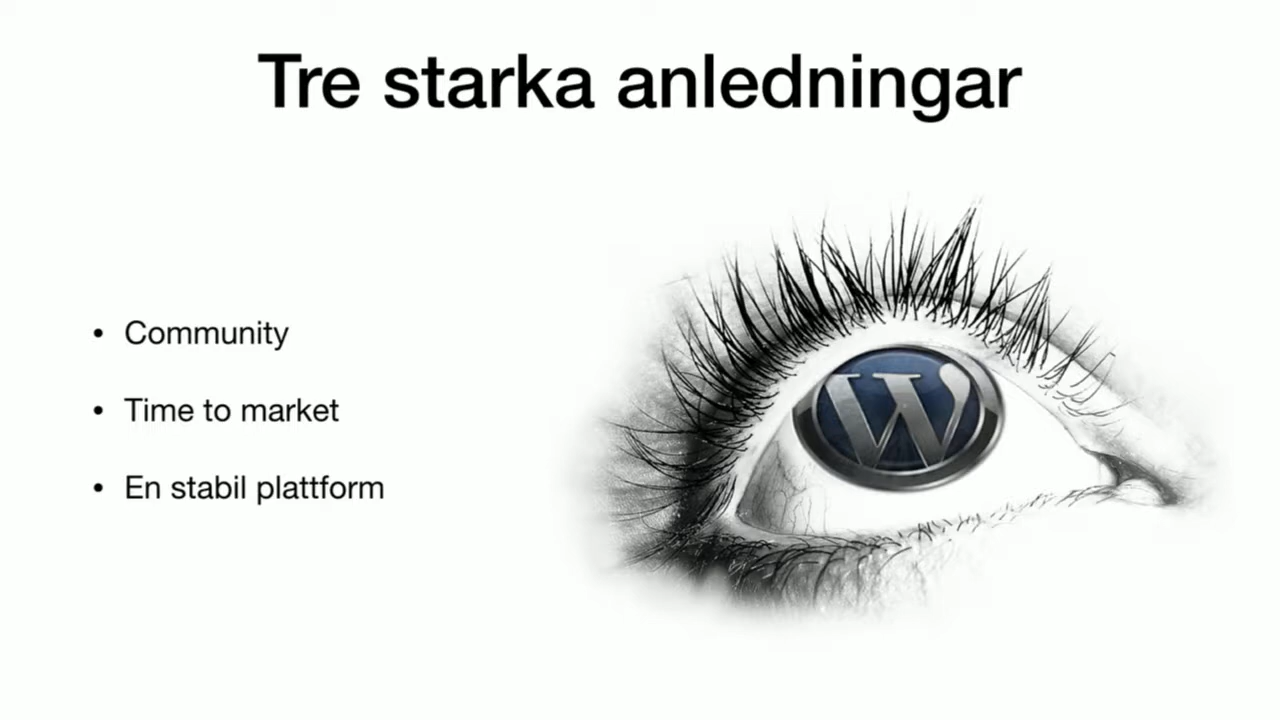 Tre starka anledningar
• Community
• Time to market
• En stabil plattform
W